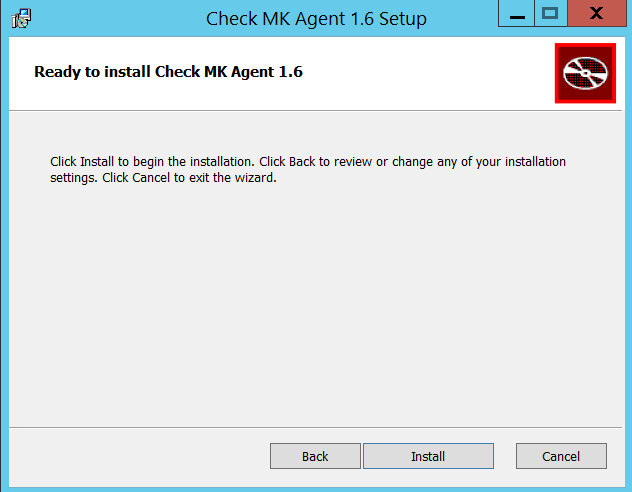 Check MK Agent 1.6 Setup
Ready to install Check MK Agent 1.6
Click Install to begin the installation. Click Back to review or change any of your installation
settings. Click Cancel to exit the wizard.
Back Install Cancel